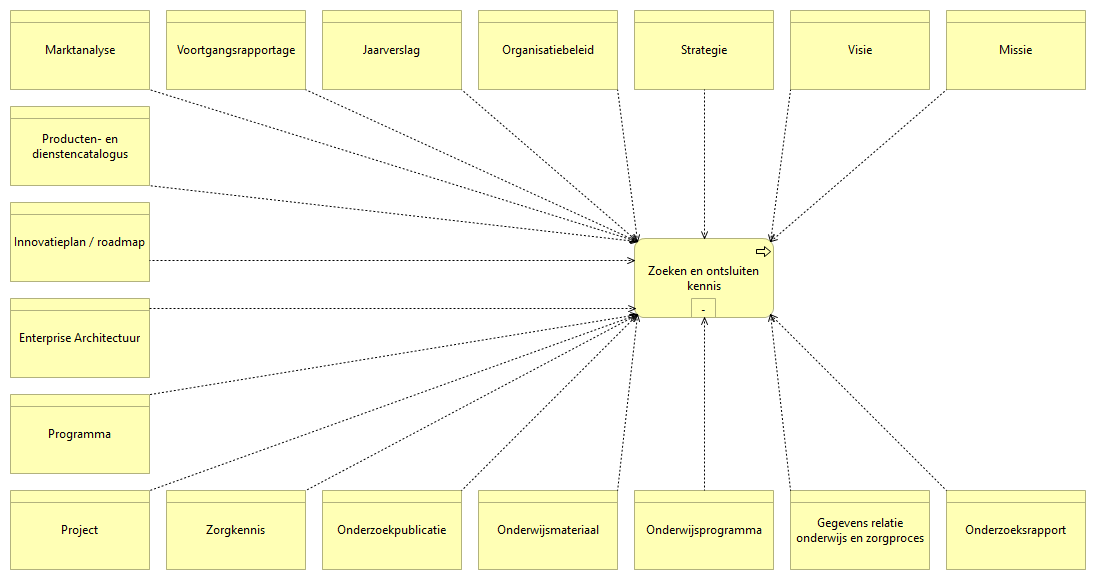 Marktanalyse
Voortgangsrapportage
Jaarverslag
Organisatiebeleid
Strategie
Visie
Missie
Producten- en
dienstencatalogus
Innovatieplan / roadmap
Zoeken en ontsluiten
kennis
-
Enterprise Architectuur
Programma
Project
Zorgkennis
Onderzoekpublicatie
Onderwijsmateriaal
Onderwijsprogramma
Gegevens relatie
onderwijs en zorgproces
Onderzoeksrapport